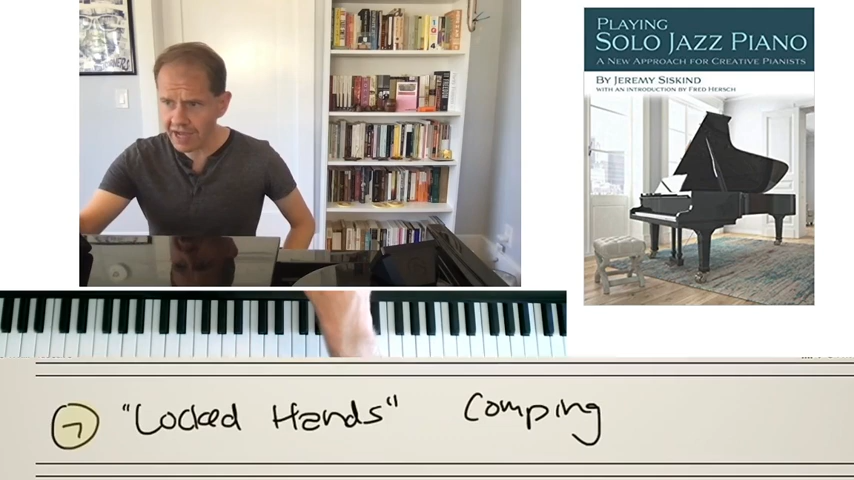 PLAYING
SOLO JAZZ PIANO
A NEW APPROACH FOR CREATIVE PIANISTS
BY JEREMY SISKIND
WITH AN INTRODUCTION BY FRED HERSCH
7 "Locked Hands" Comping